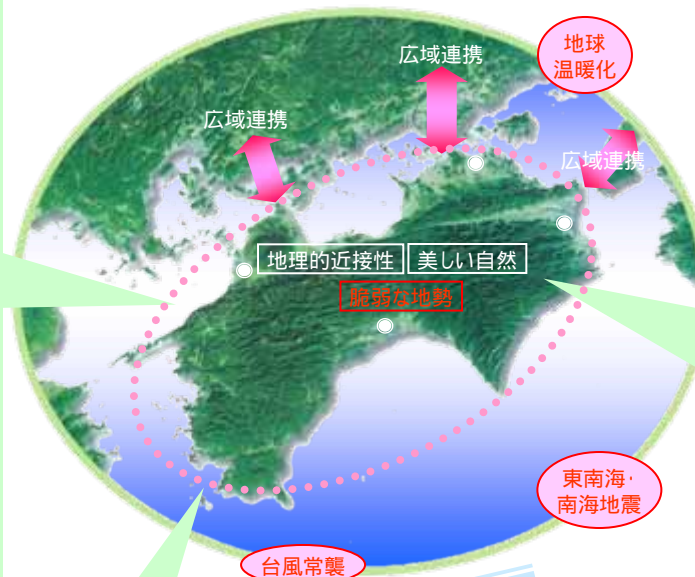 広域連携
地球
温暖化
広域連携
広域連携
地理的近接性
美しい自然
脆弱な地勢
東南海・
南海地震
台風常襲